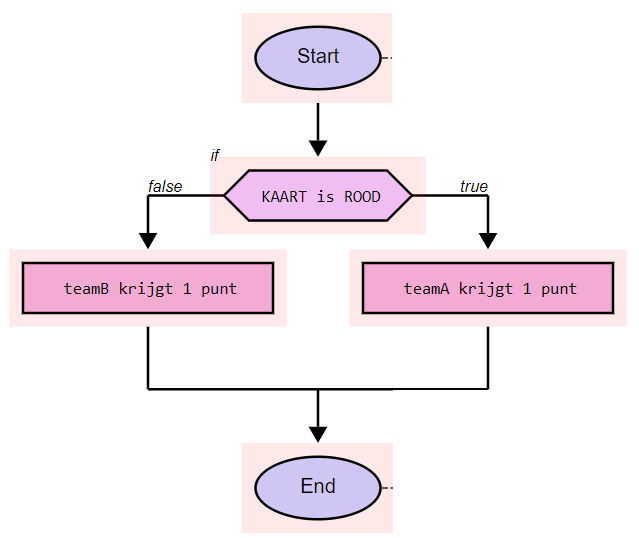 Start
if
false
KAART is ROOD
true
teamB krijgt 1 punt
teamA krijgt 1 punt
End